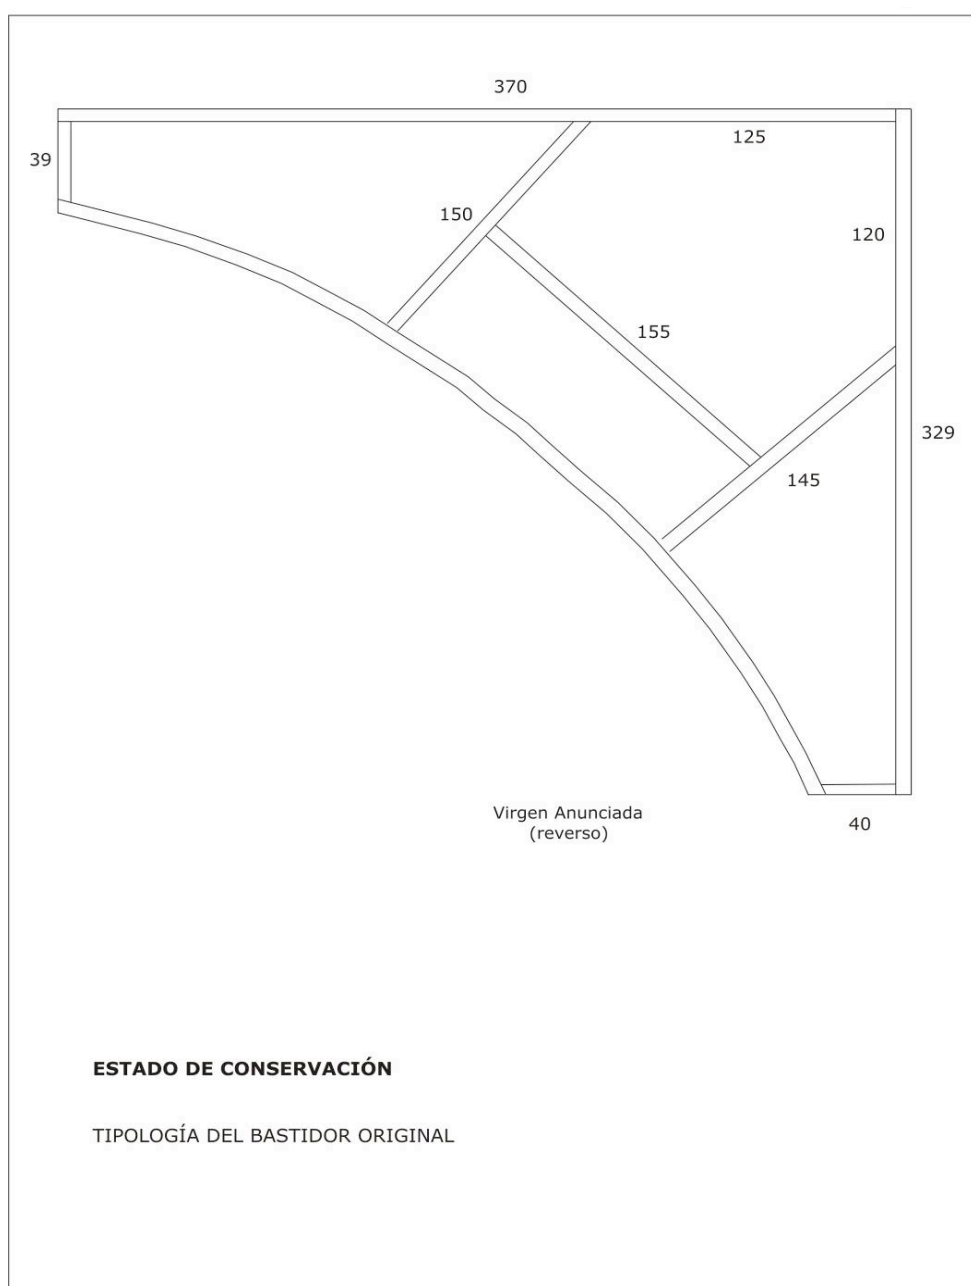 370
125
39
150
120
155
329
145
Virgen Anunciada
(reverso)
40
ESTADO DE CONSERVACIÓN
TIPOLOGÍA DEL BASTIDOR ORIGINAL